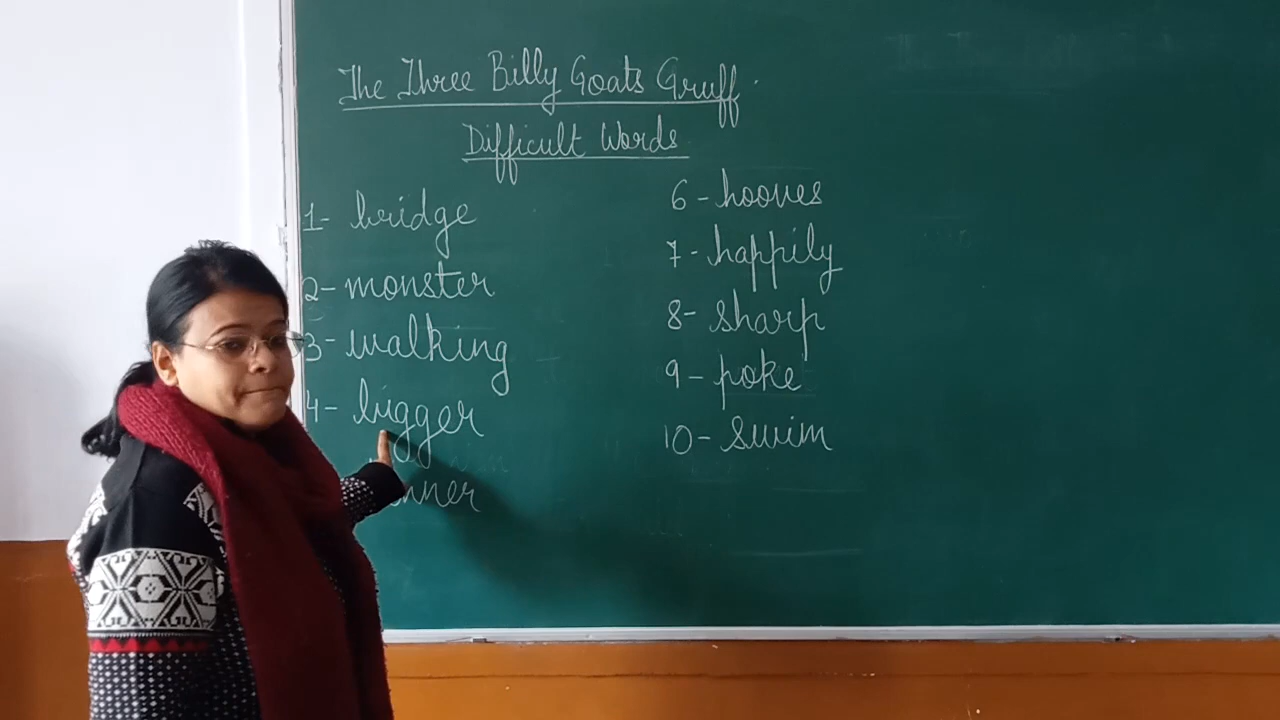 The Three Billy Goats Gruff.
Difficult Words
1- bridge
2- monster
3- walking
4- bigger
6- hooves
7- happily
8- sharp
9- poke
10- swim